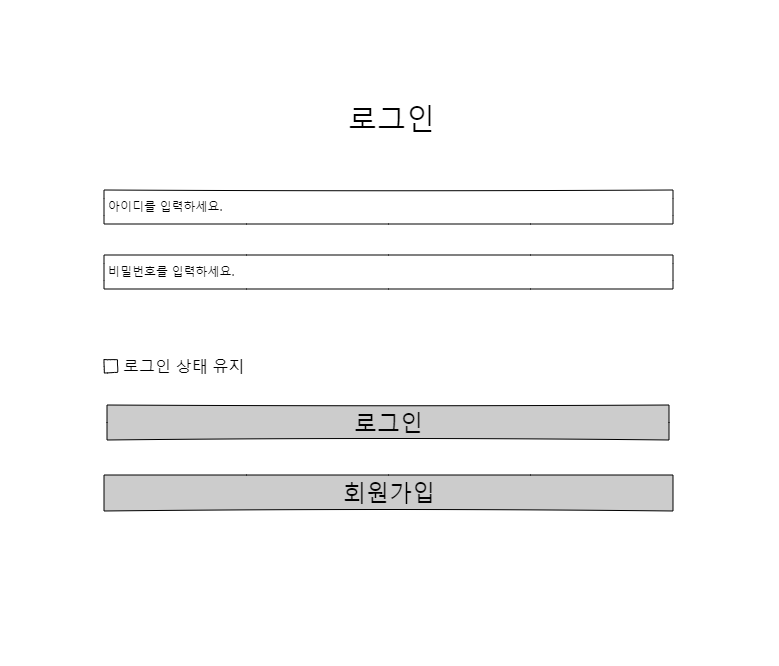 로그인
아이디를 입력하세요.
비밀번호를 입력하세요.
로그인 상태 유지
로그인
회원가입